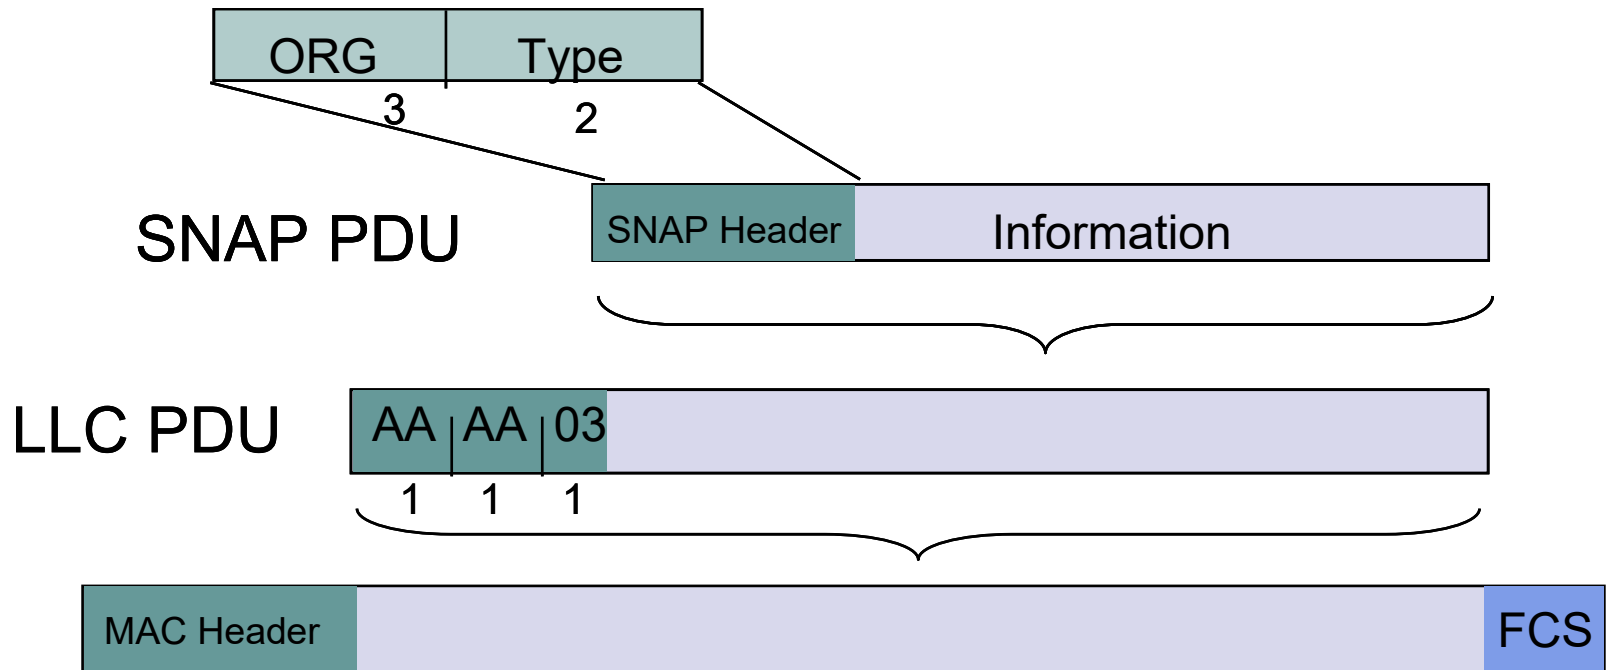 ORG Type
3 2
SNAP PDU SNAP Header Information
LLC PDU AA AA 03
1 1 1
MAC Header FCS